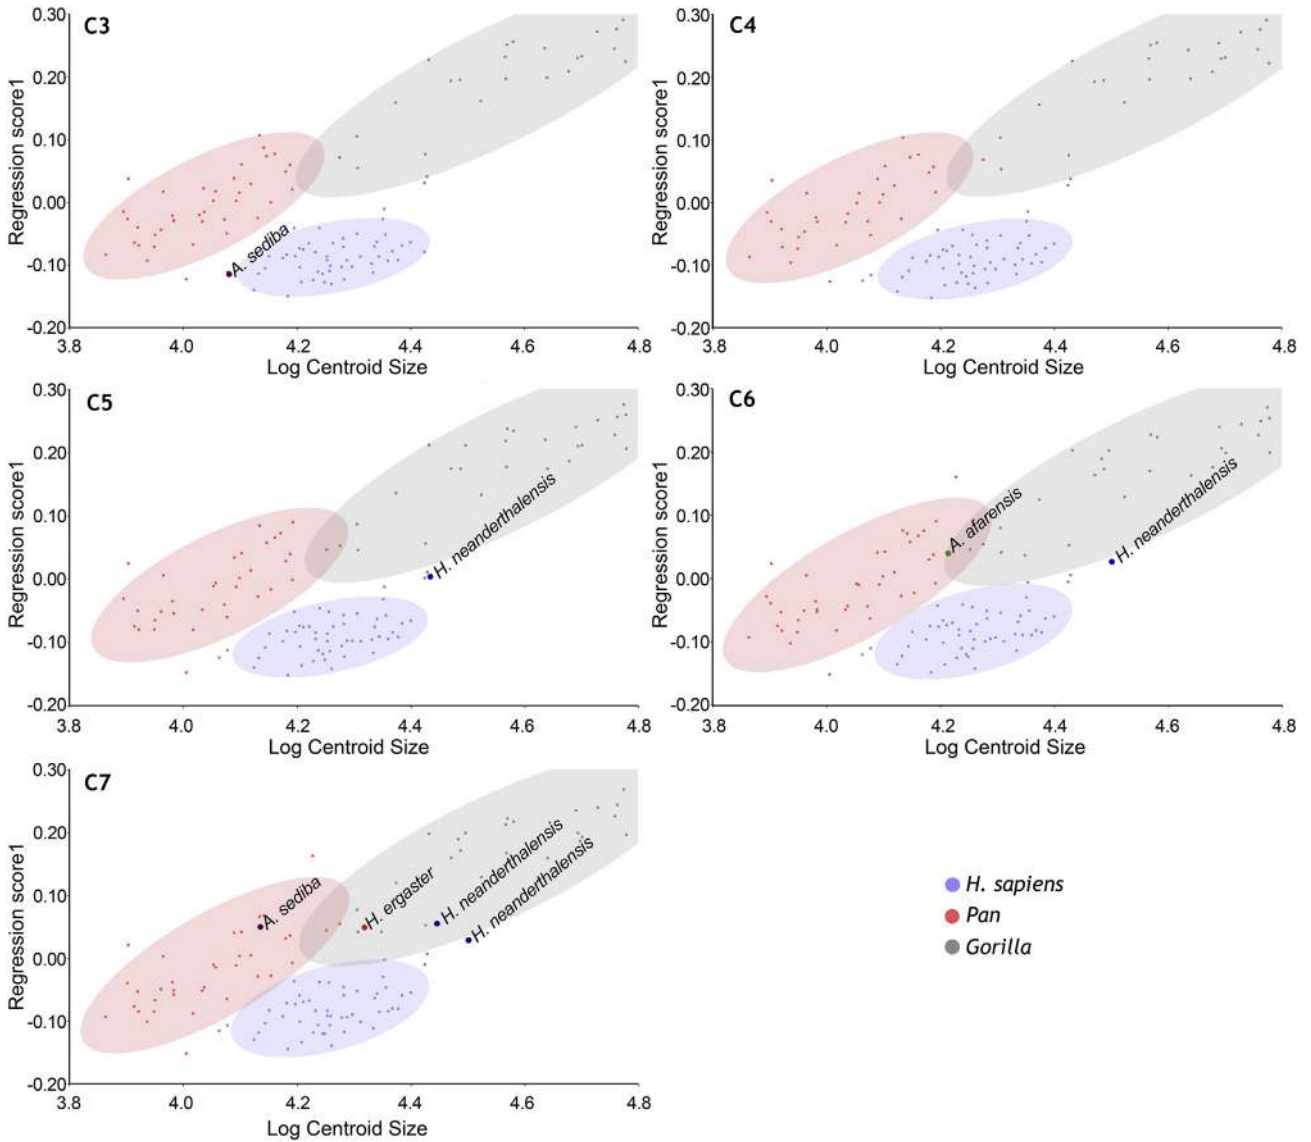 C3
0.30
0.20
0.10
0.00
-0.10
-0.20
Regression score1
A. sediba
3.8 4.0 4.2 4.4 4.6 4.8
Log Centroid Size
C4
0.30
0.20
0.10
0.00
-0.10
-0.20
Regression score1
3.8 4.0 4.2 4.4 4.6 4.8
Log Centroid Size
C5
0.30
0.20
0.10
0.00
-0.10
-0.20
Regression score1
H. neanderthalensis
3.8 4.0 4.2 4.4 4.6 4.8
Log Centroid Size
C6
0.30
0.20
0.10
0.00
-0.10
-0.20
Regression score1
A. afarensis
H. neanderthalensis
3.8 4.0 4.2 4.4 4.6 4.8
Log Centroid Size
C7
0.30
0.20
0.10
0.00
-0.10
-0.20
Regression score1
A. sediba
H. ergaster
H. neanderthalensis
H. neanderthalensis
3.8 4.0 4.2 4.4 4.6 4.8
Log Centroid Size
H. sapiens
Pan
Gorilla